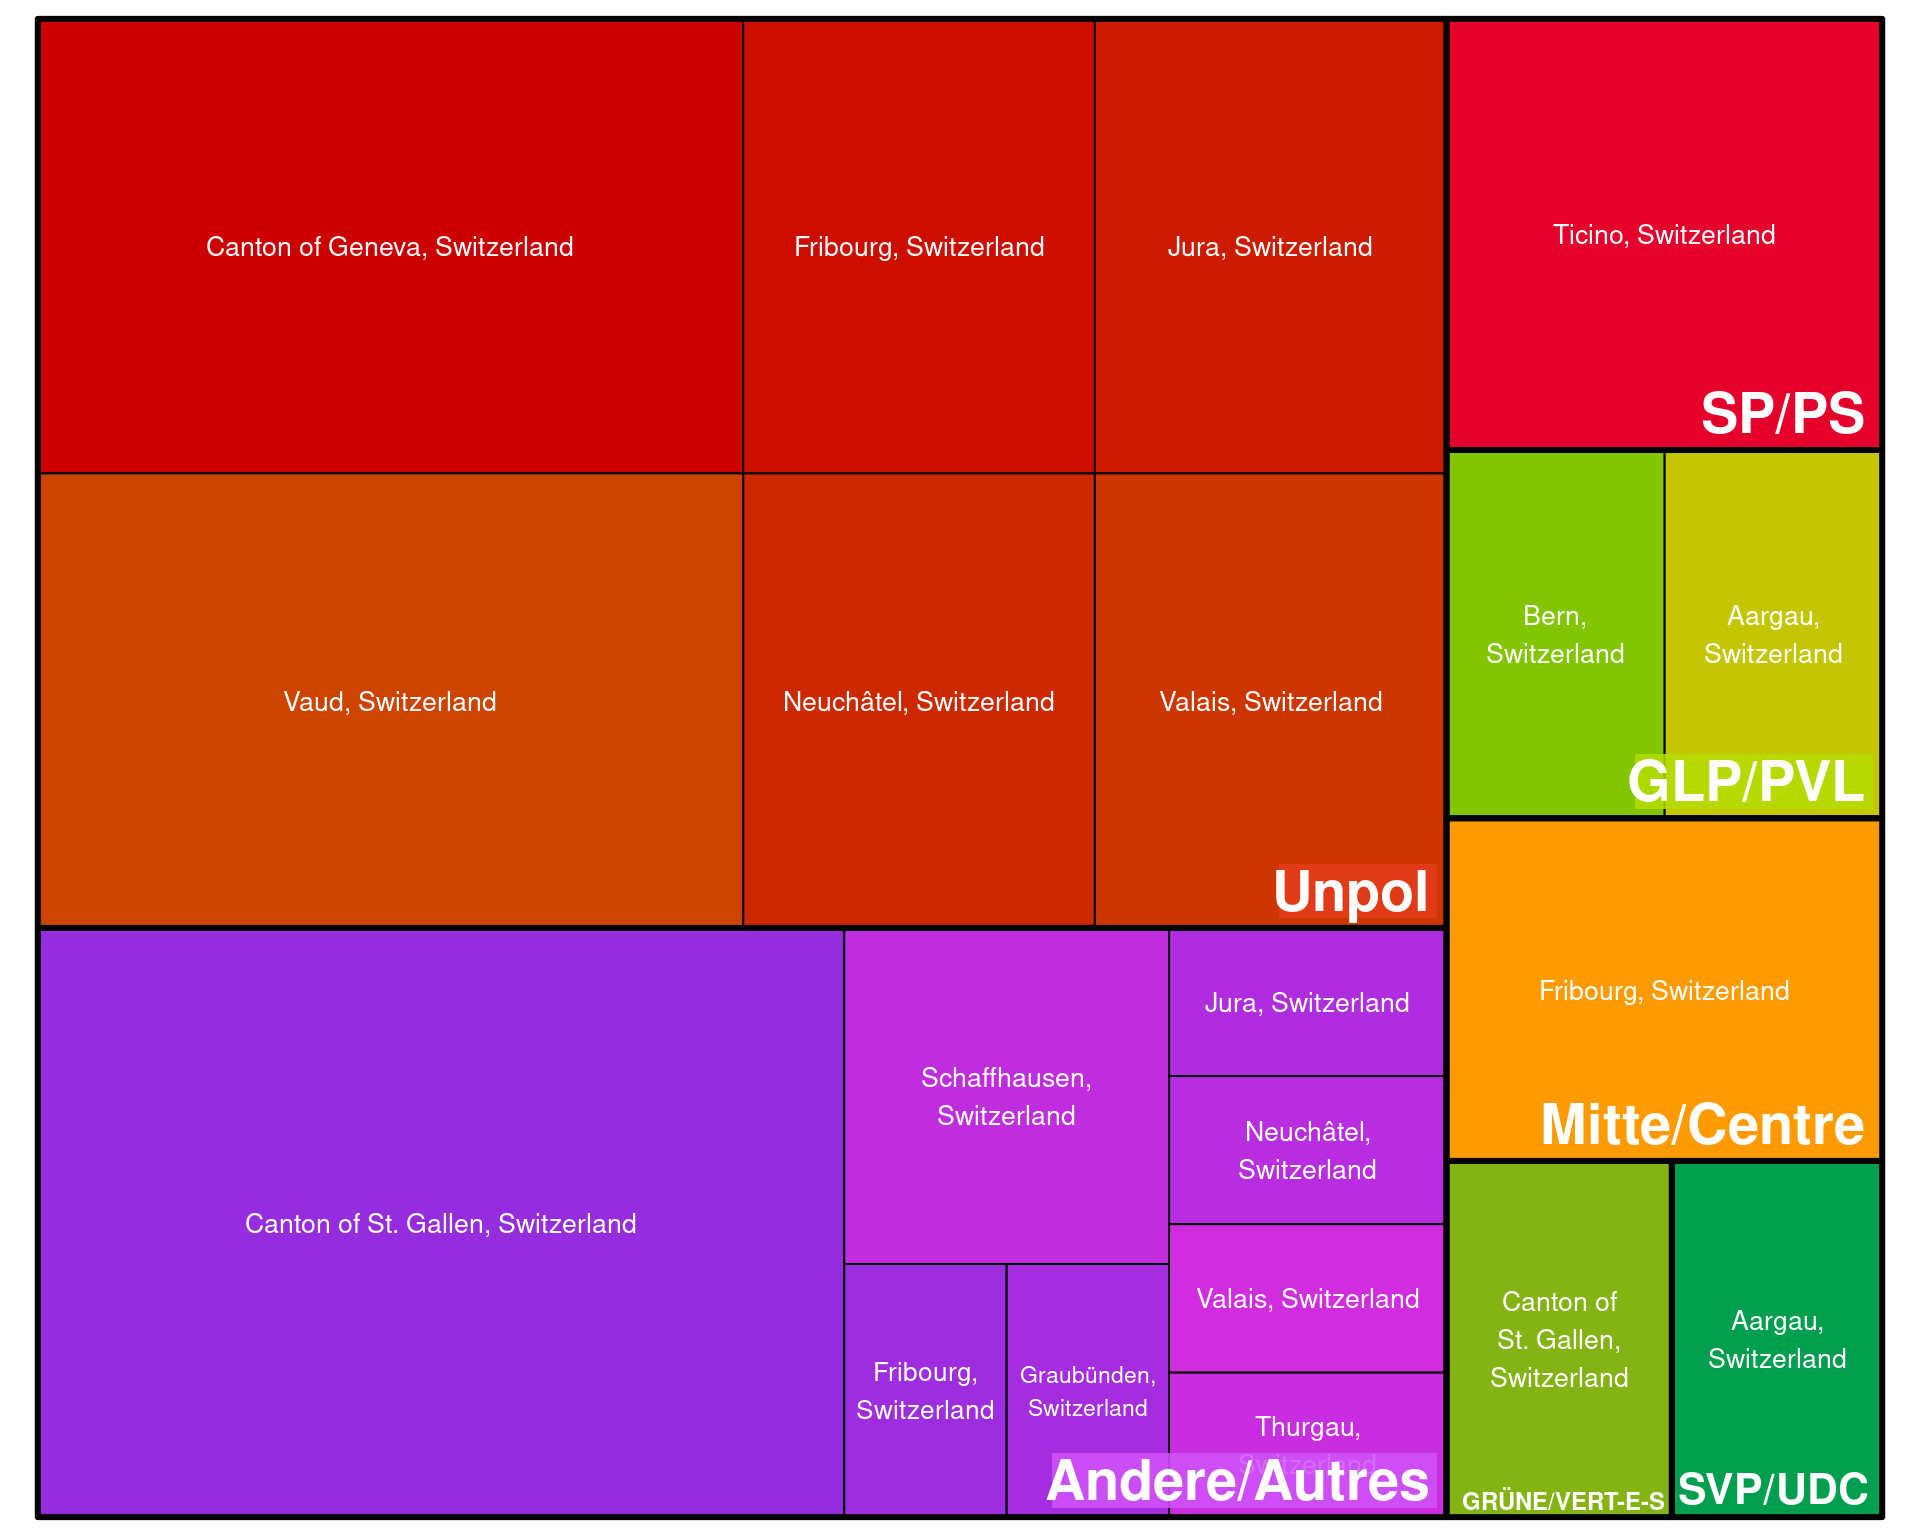 Canton of Geneva, Switzerland
Fribourg, Switzerland
Jura, Switzerland
Vaud, Switzerland
Neuchâtel, Switzerland
Valais, Switzerland
Unpol
Canton of St. Gallen, Switzerland
Schaffhausen,
Switzerland
Fribourg,
Switzerland
Graubünden,
Switzerland
Jura, Switzerland
Neuchâtel,
Switzerland
Valais, Switzerland
Thurgau,
Switzerland
Andere/Autres
Ticino, Switzerland
SP/PS
Bern,
Switzerland
Aargau,
Switzerland
GLP/PVL
Fribourg, Switzerland
Mitte/Centre
Canton of
St. Gallen,
Switzerland
GRÜNE/VERT-E-S
Aargau,
Switzerland
SVP/UDC